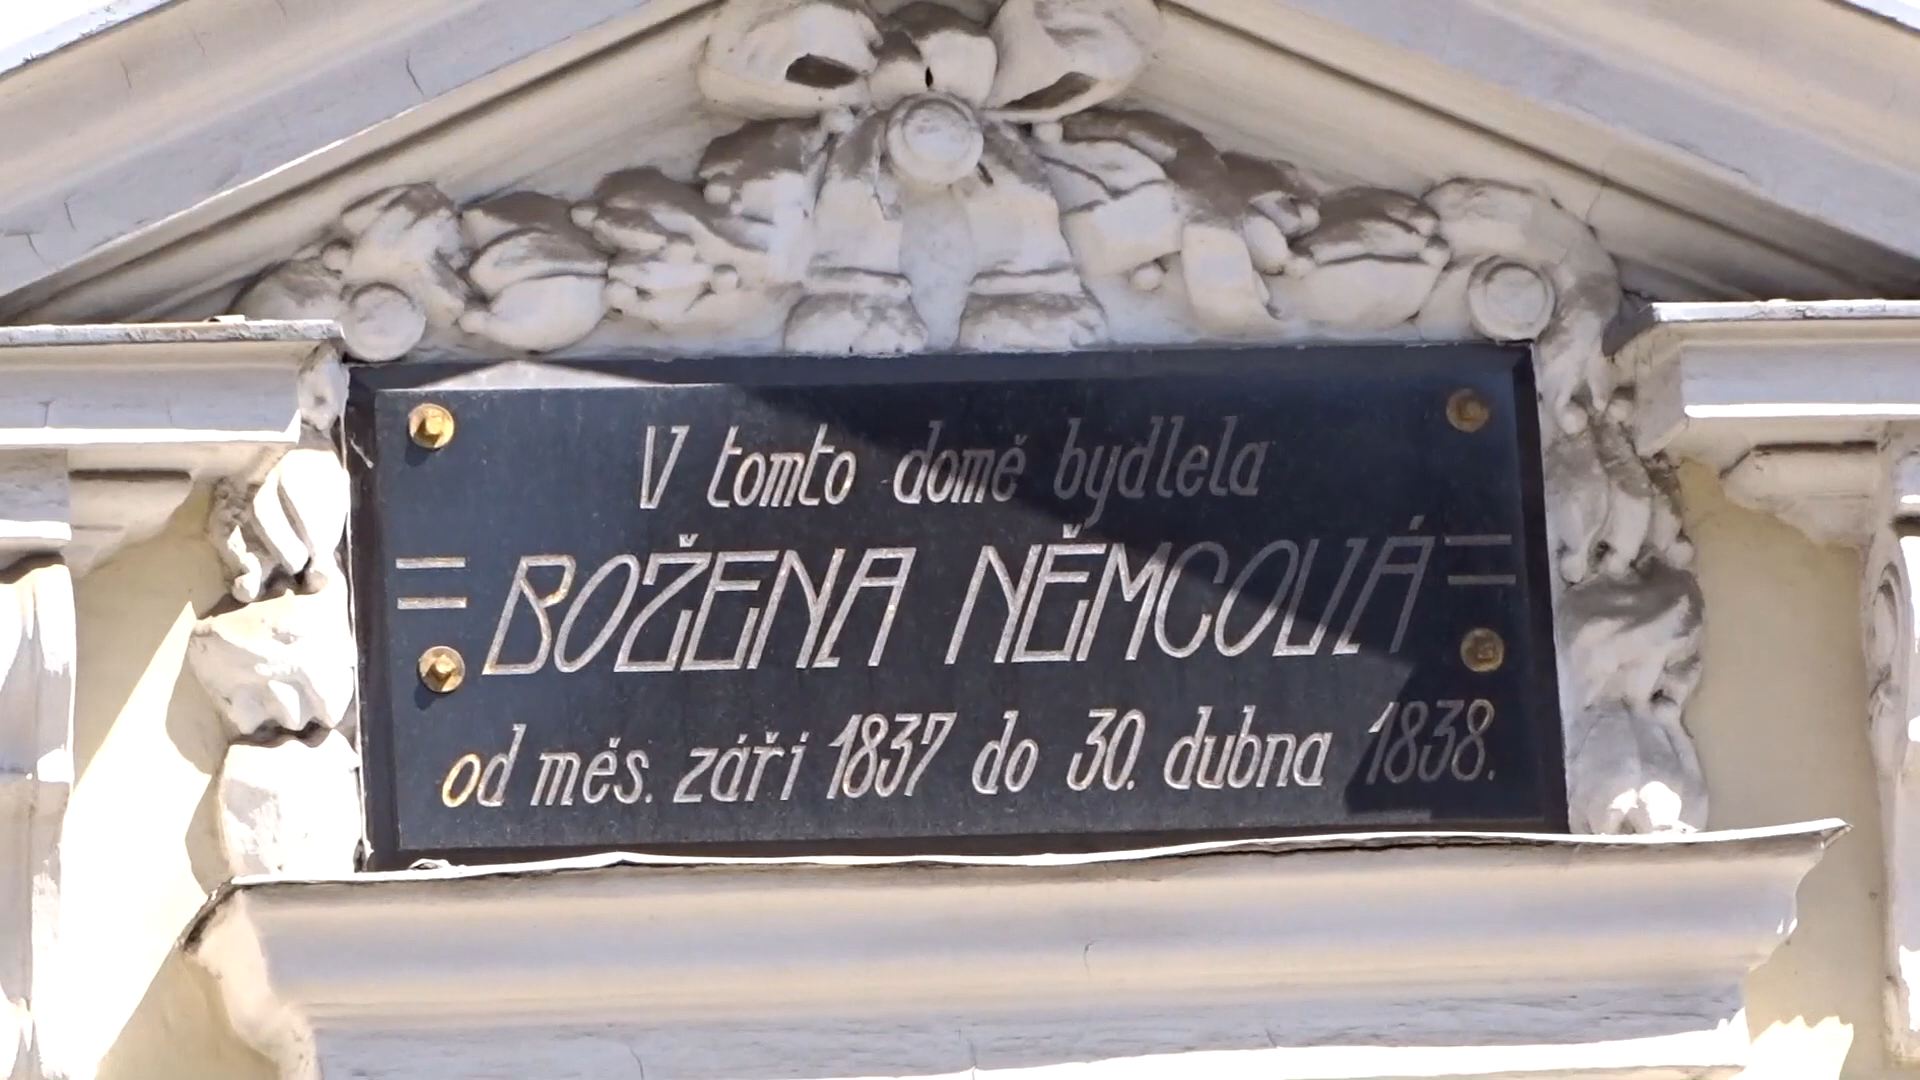 V tomto domě bydlela
= BOŽENA NĚMCOVÁ =
od měs. září 1837 do 30. dubna 1838.